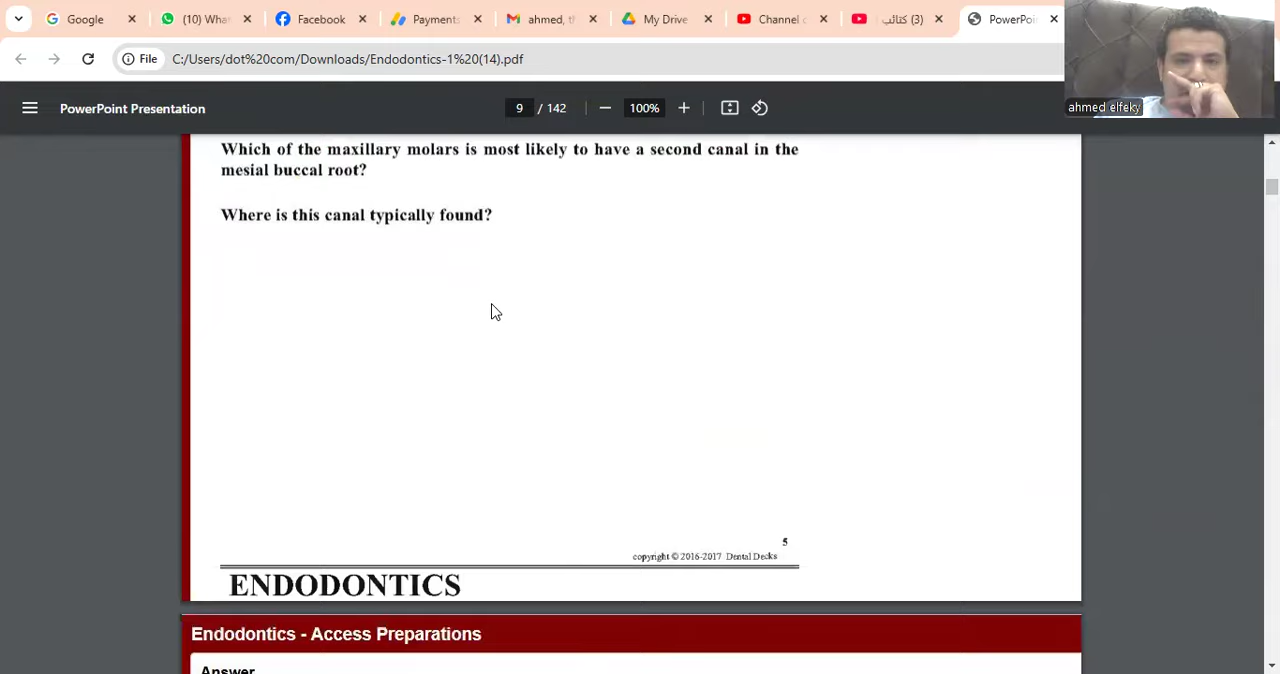 Google
(10) Wha
Facebook
Payments
ahmed, th
My Drive
Channel c
(3) كتائب
PowerPoi
File
C:/Users/dot%20com/Downloads/Endodontics-1%20(14).pdf
ahmed elfeky
PowerPoint Presentation
9 / 142
100%
Which of the maxillary molars is most likely to have a second canal in the
mesial buccal root?
Where is this canal typically found?
5
copyright © 2016-2017 Dental Decks
ENDODONTICS
Endodontics - Access Preparations
Answer